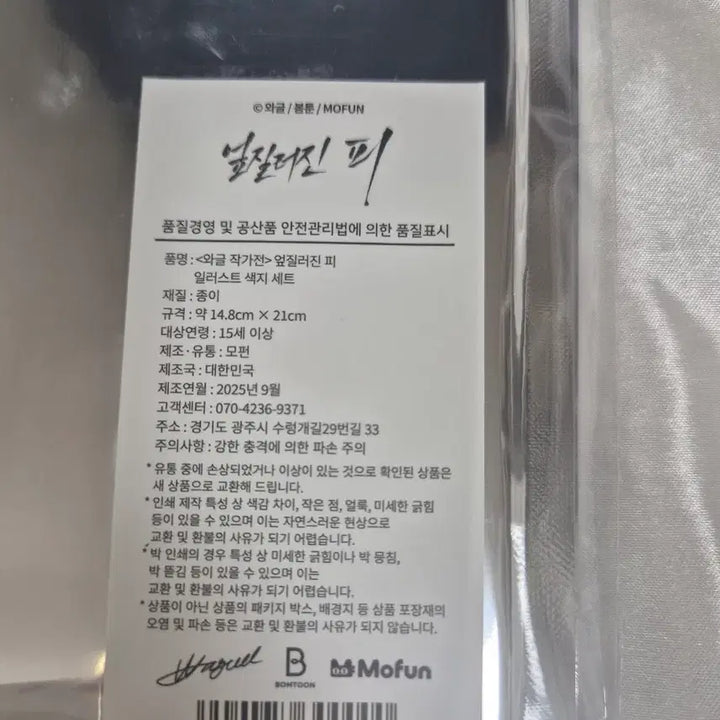 © 와글 / 봄툰 / MOFUN
엎질러진 피
품질경영 및 공산품 안전관리법에 의한 품질표시
품명 : <와글 작가전> 엎질러진 피
일러스트 색지 세트
재질 : 종이
규격 : 약 14.8cm × 21cm
대상연령 : 15세 이상
제조 · 유통 : 모펀
제조국 : 대한민국
제조연월 : 2025년 9월
고객센터 : 070-4236-9371
주소 : 경기도 광주시 수렁개길29번길 33
주의사항 : 강한 충격에 의한 파손 주의
* 유통 중에 손상되었거나 이상이 있는 것으로 확인된 상품은
새 상품으로 교환해 드립니다.
* 인쇄 제작 특성 상 색감 차이, 작은 점, 얼룩, 미세한 긁힘
등이 있을 수 있으며 이는 자연스러운 현상으로
교환 및 환불의 사유가 되기 어렵습니다.
* 박 인쇄의 경우 특성 상 미세한 긁힘이나 박 뭉침,
박 뜯김 등이 있을 수 있으며 이는
교환 및 환불의 사유가 되기 어렵습니다.
* 상품이 아닌 상품의 패키지 박스, 배경지 등 상품 포장재의
오염 및 파손 등은 교환 및 환불의 사유가 되지 않습니다.
Waguel B BOMTOON Mofun